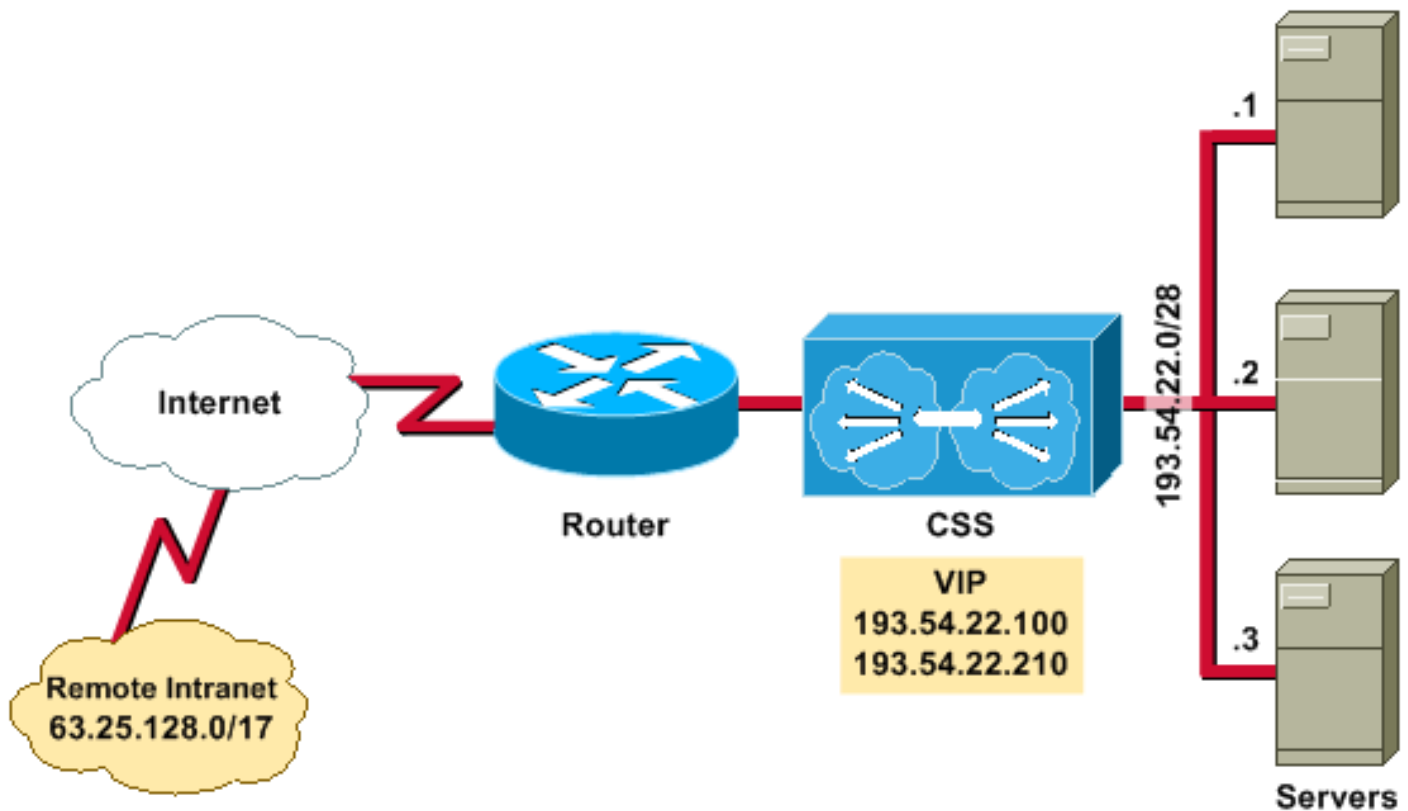 .1
193.54.22.0/28
.2
Internet
Router
CSS
VIP
193.54.22.100
193.54.22.210
.3
Remote Intranet
63.25.128.0/17
Servers